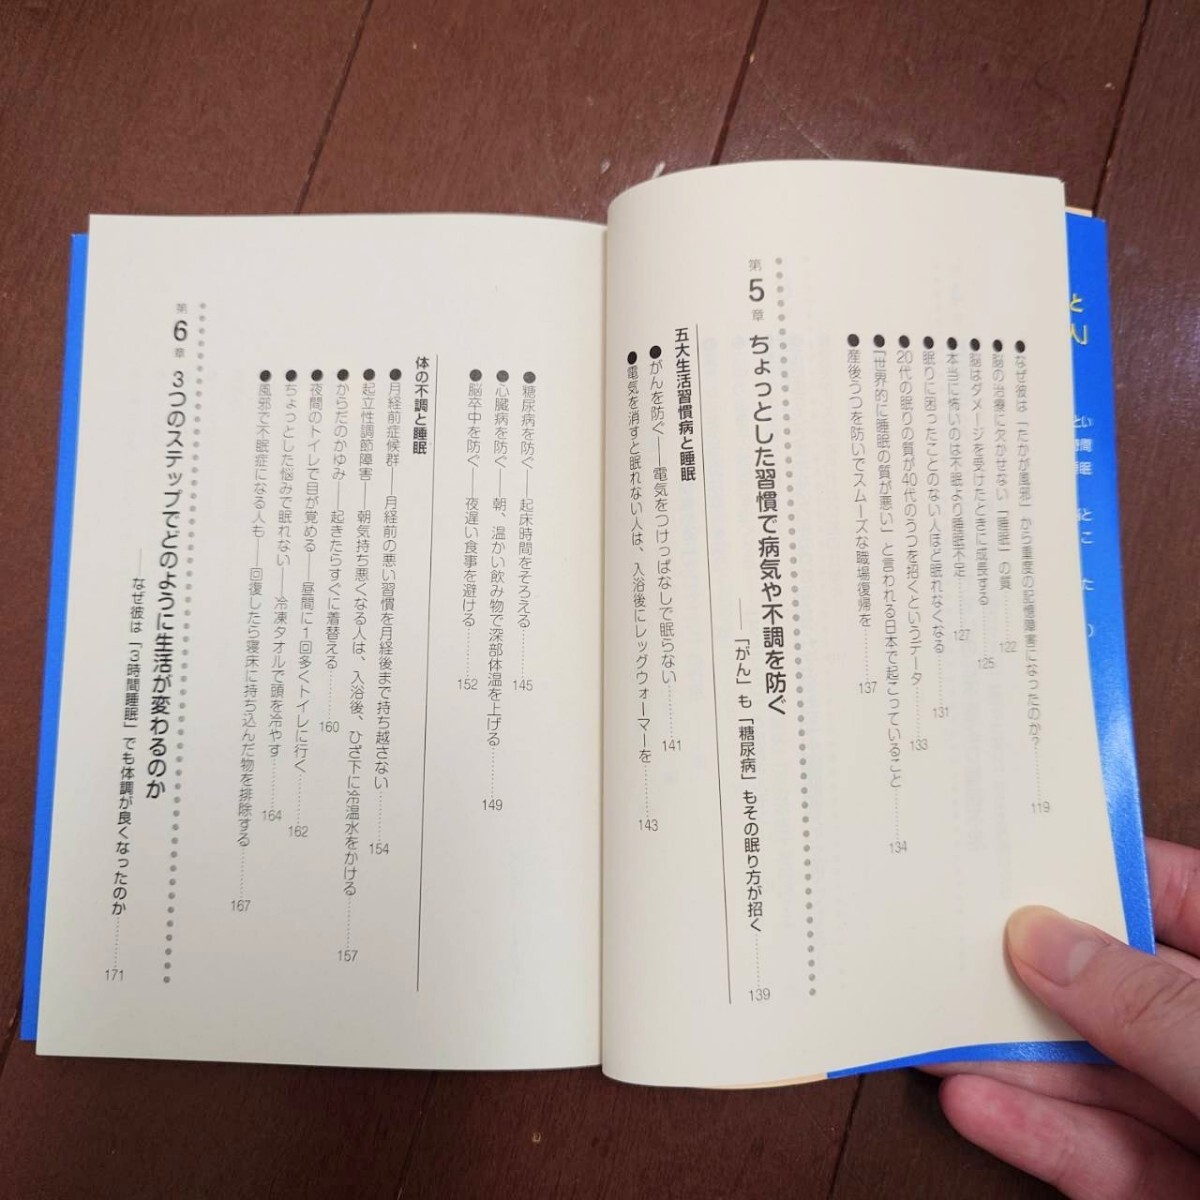 ●なぜ彼は「たかが風邪」から重度の記憶障害になったのか?……119
●脳の治療に欠かせない「睡眠」の質……122
●脳はダメージを受けたときに成長する……125
●本当に怖いのは不眠より睡眠不足……127
●眠りに困ったことのない人ほど眠れなくなる……131
●20代の眠りの質が40代のうつを招くというデータ……133
●「世界的に睡眠の質が悪い」と言われる日本で起こっていること……134
●産後うつを防いでスムーズな職場復帰を……137
第5章 ちょっとした習慣で病気や不調を防ぐ
――「がん」も「糖尿病」もその眠り方が招く……139
五大生活習慣病と睡眠
●がんを防ぐ――電気をつけっぱなしで眠らない……141
●電気を消すと眠れない人は、入浴後にレッグウォーマーを……143
●糖尿病を防ぐ――起床時間をそろえる……145
●心臓病を防ぐ――朝、温かい飲み物で深部体温を上げる……149
●脳卒中を防ぐ――夜遅い食事を避ける……152
体の不調と睡眠
●月経前症候群――月経前の悪い習慣を月経後まで持ち越さない……154
●起立性調節障害――朝気持ち悪くなる人は、入浴後、ひざ下に冷温水をかける……157
●からだのかゆみ――起きたらすぐに着替える……160
●夜間のトイレで目が覚める――昼間に1回多くトイレに行く……162
●ちょっとした悩みで眠れない――冷凍タオルで頭を冷やす……164
●風邪で不眠症になる人も――回復したら寝床に持ち込んだ物を排除する……167
第6章 3つのステップでどのように生活が変わるのか
――なぜ彼は「3時間睡眠」でも体調が良くなったのか……171